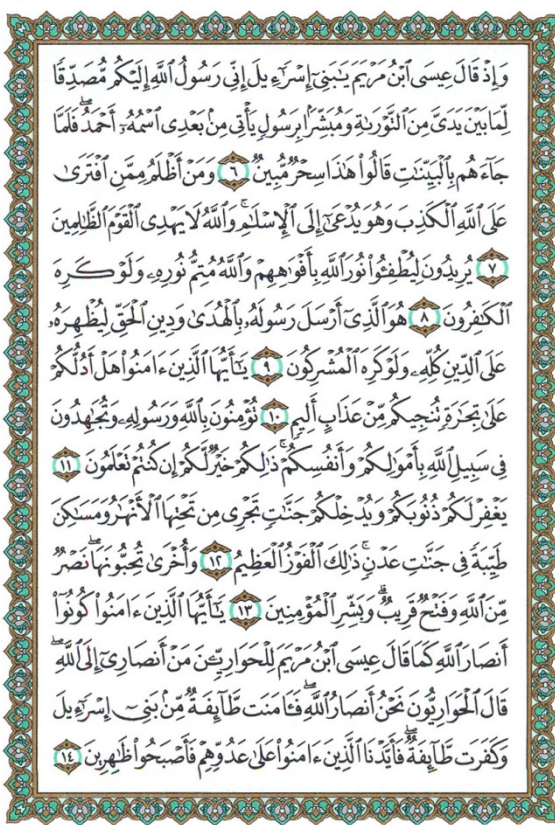 وَإِذْ قَالَ عِيسَى ٱبْنُ مَرْيَمَ يَـٰبَنِىٓ إِسْرَٰٓءِيلَ إِنِّى رَسُولُ ٱللَّهِ إِلَيْكُم مُّصَدِّقًا
لِّمَا بَيْنَ يَدَىَّ مِنَ ٱلتَّوْرَىٰةِ وَمُبَشِّرًۢا بِرَسُولٍ يَأْتِى مِنۢ بَعْدِى ٱسْمُهُۥٓ أَحْمَدُ ۖ فَلَمَّا
جَآءَهُم بِٱلْبَيِّنَـٰتِ قَالُوا۟ هَـٰذَا سِحْرٌ مُّبِينٌ ٦ وَمَنْ أَظْلَمُ مِمَّنِ ٱفْتَرَىٰ
عَلَى ٱللَّهِ ٱلْكَذِبَ وَهُوَ يُدْعَىٰٓ إِلَى ٱلْإِسْلَـٰمِ ۚ وَٱللَّهُ لَا يَهْدِى ٱلْقَوْمَ ٱلظَّـٰلِمِينَ
٧ يُرِيدُونَ لِيُطْفِـُٔوا۟ نُورَ ٱللَّهِ بِأَفْوَٰهِهِمْ وَٱللَّهُ مُتِمُّ نُورِهِۦ وَلَوْ كَرِهَ
ٱلْكَـٰفِرُونَ ٨ هُوَ ٱلَّذِىٓ أَرْسَلَ رَسُولَهُۥ بِٱلْهُدَىٰ وَدِينِ ٱلْحَقِّ لِيُظْهِرَهُۥ
عَلَى ٱلدِّينِ كُلِّهِۦ وَلَوْ كَرِهَ ٱلْمُشْرِكُونَ ٩ يَـٰٓأَيُّهَا ٱلَّذِينَ ءَامَنُوا۟ هَلْ أَدُلُّكُمْ
عَلَىٰ تِجَـٰرَةٍ تُنجِيكُم مِّنْ عَذَابٍ أَلِيمٍ ١٠ تُؤْمِنُونَ بِٱللَّهِ وَرَسُولِهِۦ وَتُجَـٰهِدُونَ
فِى سَبِيلِ ٱللَّهِ بِأَمْوَٰلِكُمْ وَأَنفُسِكُمْ ۚ ذَٰلِكُمْ خَيْرٌ لَّكُمْ إِن كُنتُمْ تَعْلَمُونَ ١١
يَغْفِرْ لَكُمْ ذُنُوبَكُمْ وَيُدْخِلْكُمْ جَنَّـٰتٍ تَجْرِى مِن تَحْتِهَا ٱلْأَنْهَـٰرُ وَمَسَـٰكِنَ
طَيِّبَةً فِى جَنَّـٰتِ عَدْنٍ ۚ ذَٰلِكَ ٱلْفَوْزُ ٱلْعَظِيمُ ١٢ وَأُخْرَىٰ تُحِبُّونَهَا ۖ نَصْرٌ
مِّنَ ٱللَّهِ وَفَتْحٌ قَرِيبٌ ۗ وَبَشِّرِ ٱلْمُؤْمِنِينَ ١٣ يَـٰٓأَيُّهَا ٱلَّذِينَ ءَامَنُوا۟ كُونُوٓا۟
أَنصَارَ ٱللَّهِ كَمَا قَالَ عِيسَى ٱبْنُ مَرْيَمَ لِلْحَوَارِيِّـۧنَ مَنْ أَنصَارِىٓ إِلَى ٱللَّهِ ۖ
قَالَ ٱلْحَوَارِيُّونَ نَحْنُ أَنصَارُ ٱللَّهِ ۖ فَـَٔامَنَت طَّآئِفَةٌ مِّنۢ بَنِىٓ إِسْرَٰٓءِيلَ
وَكَفَرَت طَّآئِفَةٌ ۖ فَأَيَّدْنَا ٱلَّذِينَ ءَامَنُوا۟ عَلَىٰ عَدُوِّهِمْ فَأَصْبَحُوا۟ ظَـٰهِرِينَ ١٤